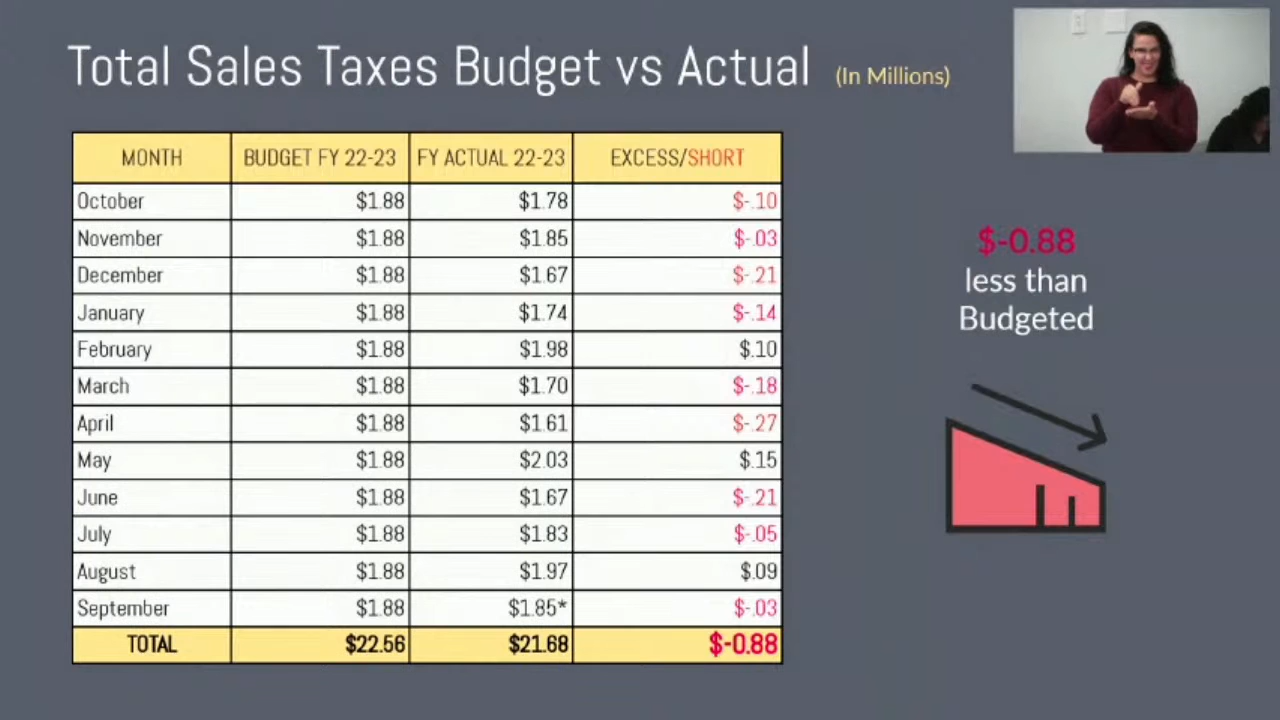 Total Sales Taxes Budget vs Actual (In Millions)
MONTH BUDGET FY 22-23 FY ACTUAL 22-23 EXCESS/SHORT
October $1.88 $1.78 $-.10
November $1.88 $1.85 $-.03
December $1.88 $1.67 $-.21
January $1.88 $1.74 $-.14
February $1.88 $1.98 $.10
March $1.88 $1.70 $-.18
April $1.88 $1.61 $-.27
May $1.88 $2.03 $.15
June $1.88 $1.67 $-.21
July $1.88 $1.83 $-.05
August $1.88 $1.97 $.09
September $1.88 $1.85* $-.03
TOTAL $22.56 $21.68 $-0.88
$-0.88
less than
Budgeted